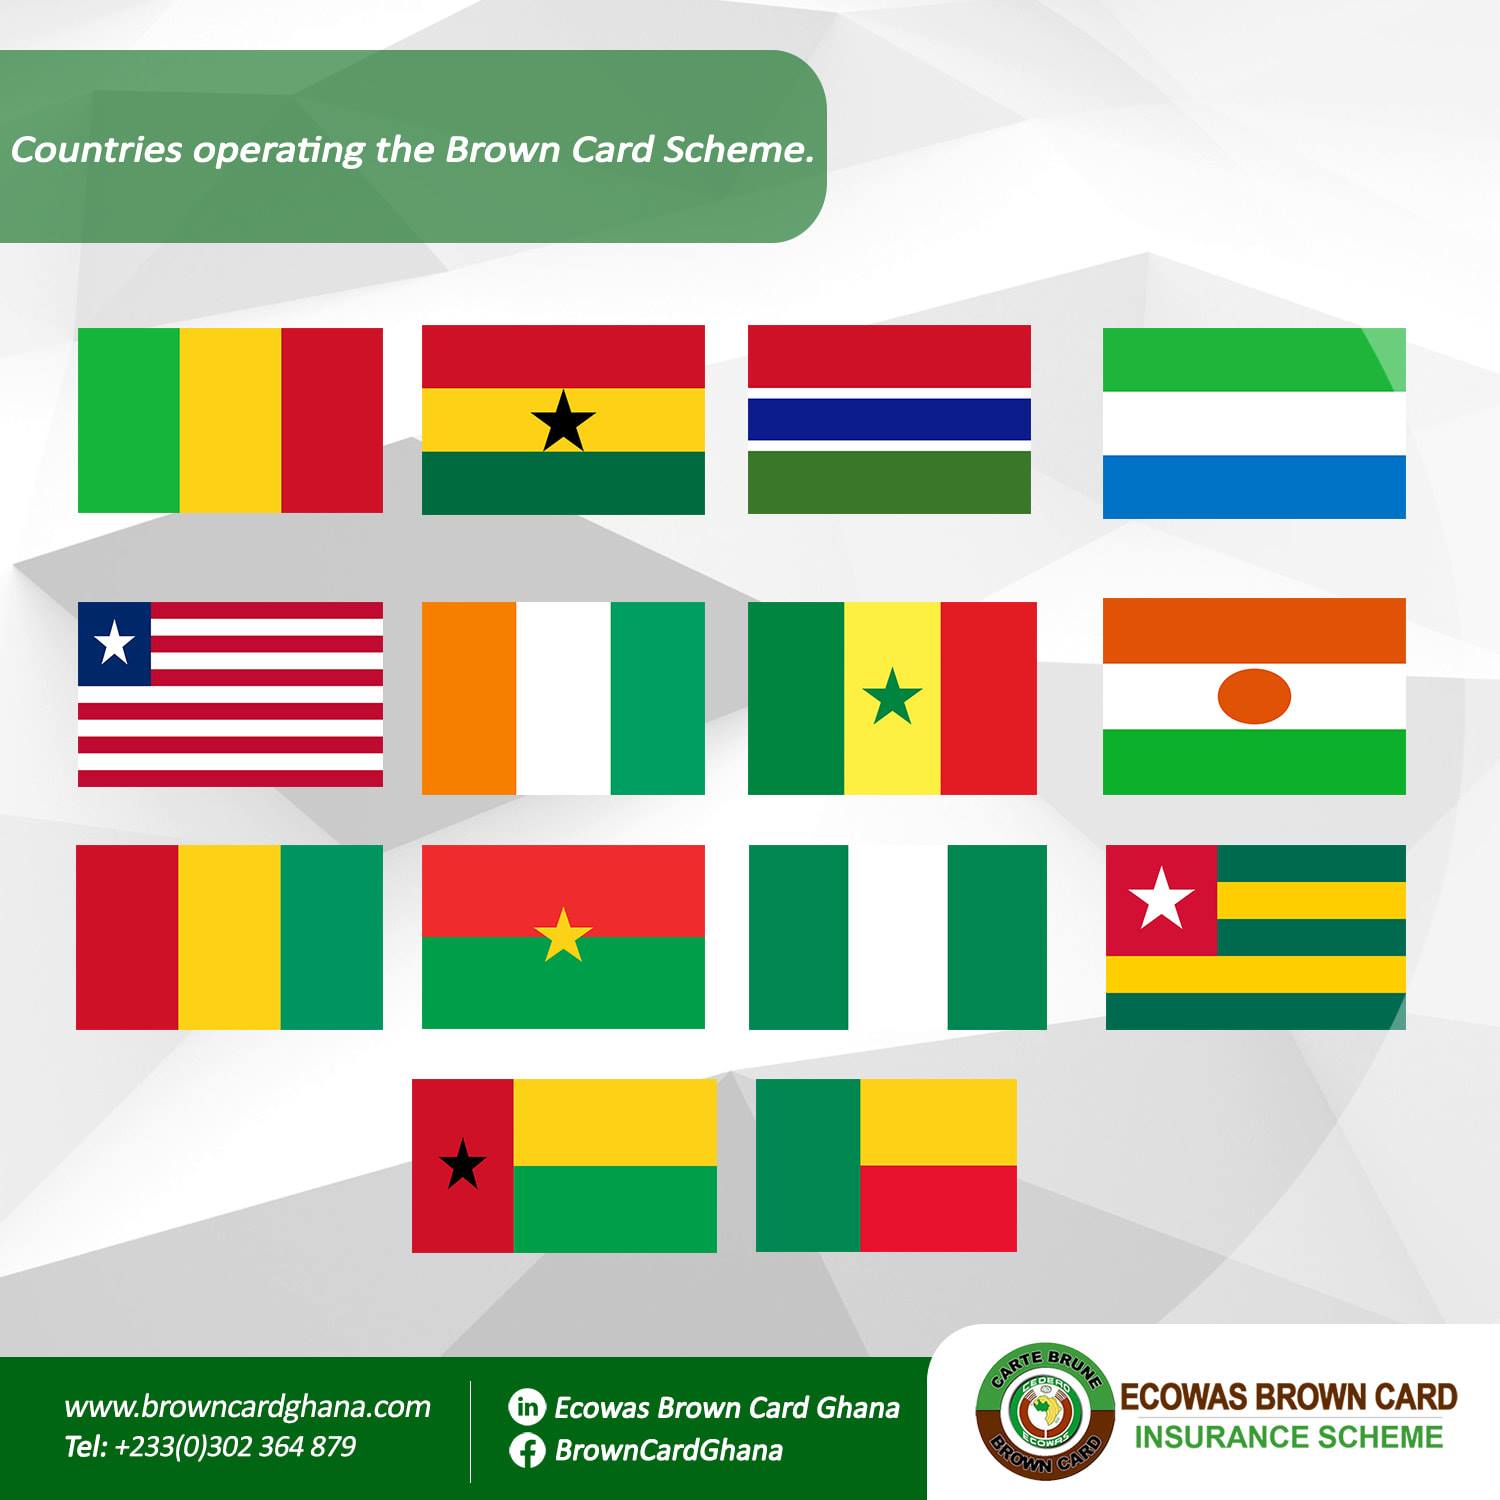 Countries operating the Brown Card Scheme.
www.browncardghana.com
Tel: +233(0)302 364 879
in Ecowas Brown Card Ghana
f BrownCardGhana
CARTE BRUNE
CEDEAO
ECOWAS
BROWN CARD
ECOWAS BROWN CARD
INSURANCE SCHEME